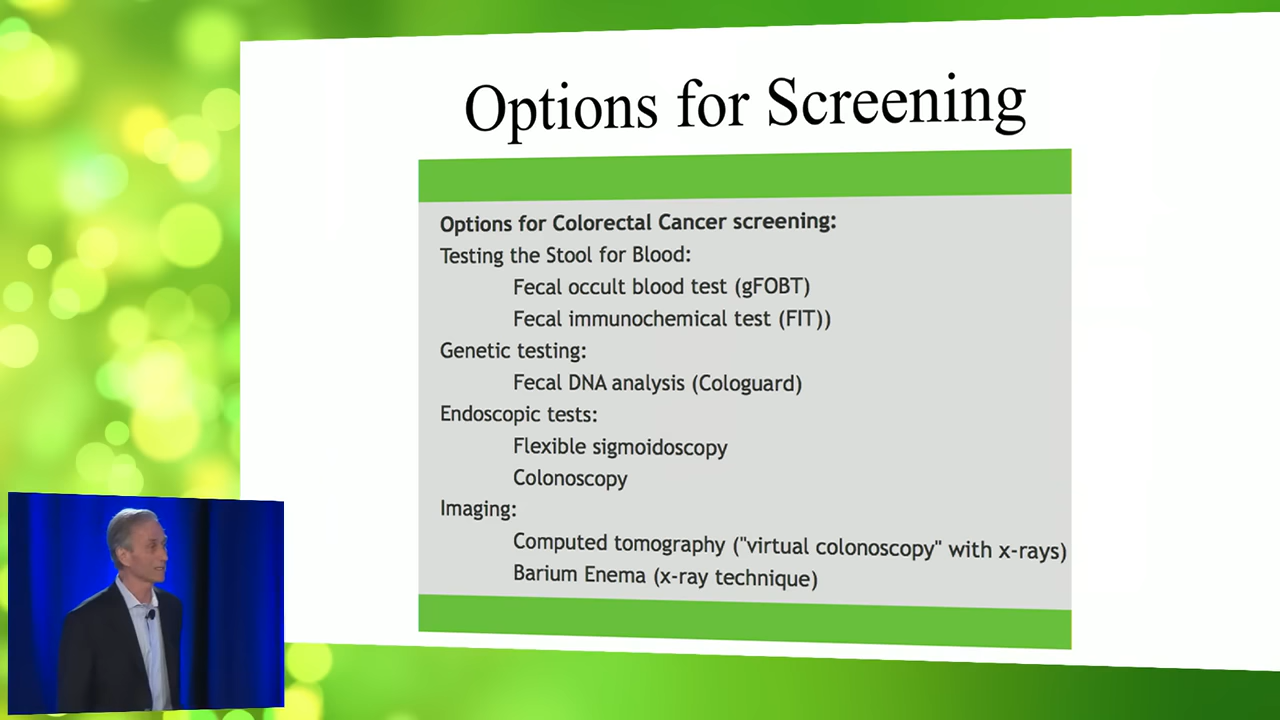 Options for Screening
Options for Colorectal Cancer screening:
Testing the Stool for Blood:
Fecal occult blood test (gFOBT)
Fecal immunochemical test (FIT))
Genetic testing:
Fecal DNA analysis (Cologuard)
Endoscopic tests:
Flexible sigmoidoscopy
Colonoscopy
Imaging:
Computed tomography ("virtual colonoscopy" with x-rays)
Barium Enema (x-ray technique)